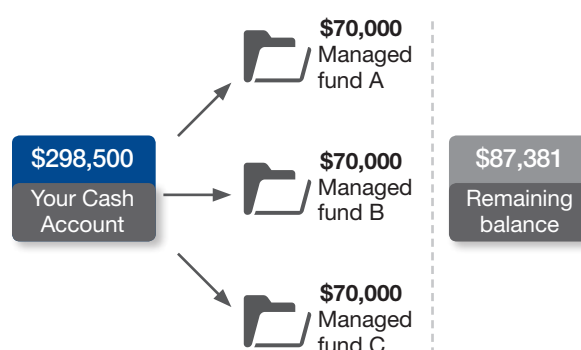 $70,000
Managed
fund A
$298,500
Your Cash
Account
$70,000
Managed
fund B
$87,381
Remaining
balance
$70,000
Managed
fund C